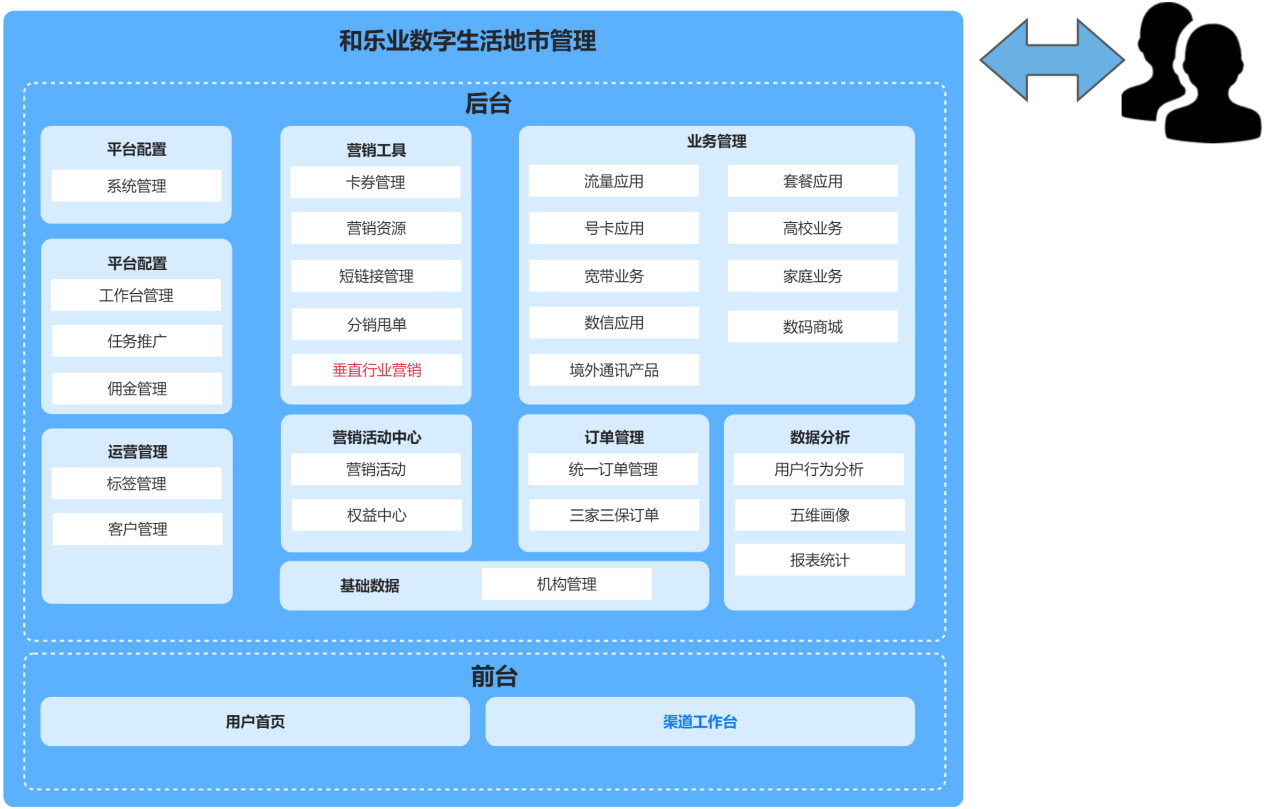 和乐业数字生活地市管理
后台
平台配置
系统管理
平台配置
工作台管理
任务推广
佣金管理
运营管理
标签管理
客户管理
营销工具
卡券管理
营销资源
短链接管理
分销甩单
垂直行业营销
营销活动中心
营销活动
权益中心
业务管理
流量应用
套餐应用
号卡应用
高校业务
宽带业务
家庭业务
数信应用
数码商城
境外通讯产品
订单管理
统一订单管理
三家三保订单
数据分析
用户行为分析
五维画像
报表统计
基础数据
机构管理
前台
用户首页
渠道工作台